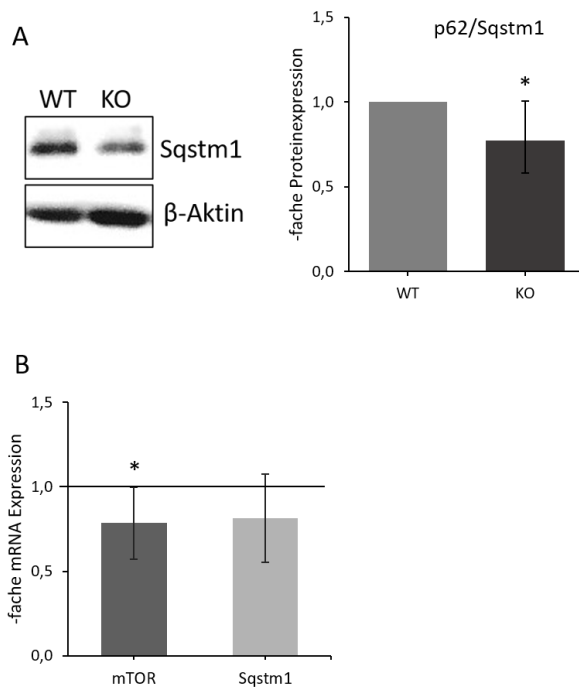 A
WT KO
Sqstm1
β-Aktin
p62/Sqstm1
-fache Proteinexpression
1,5
1,0
0,5
0,0
*
WT KO
B
-fache mRNA Expression
1,5
1,0
0,5
0,0
*
mTOR Sqstm1